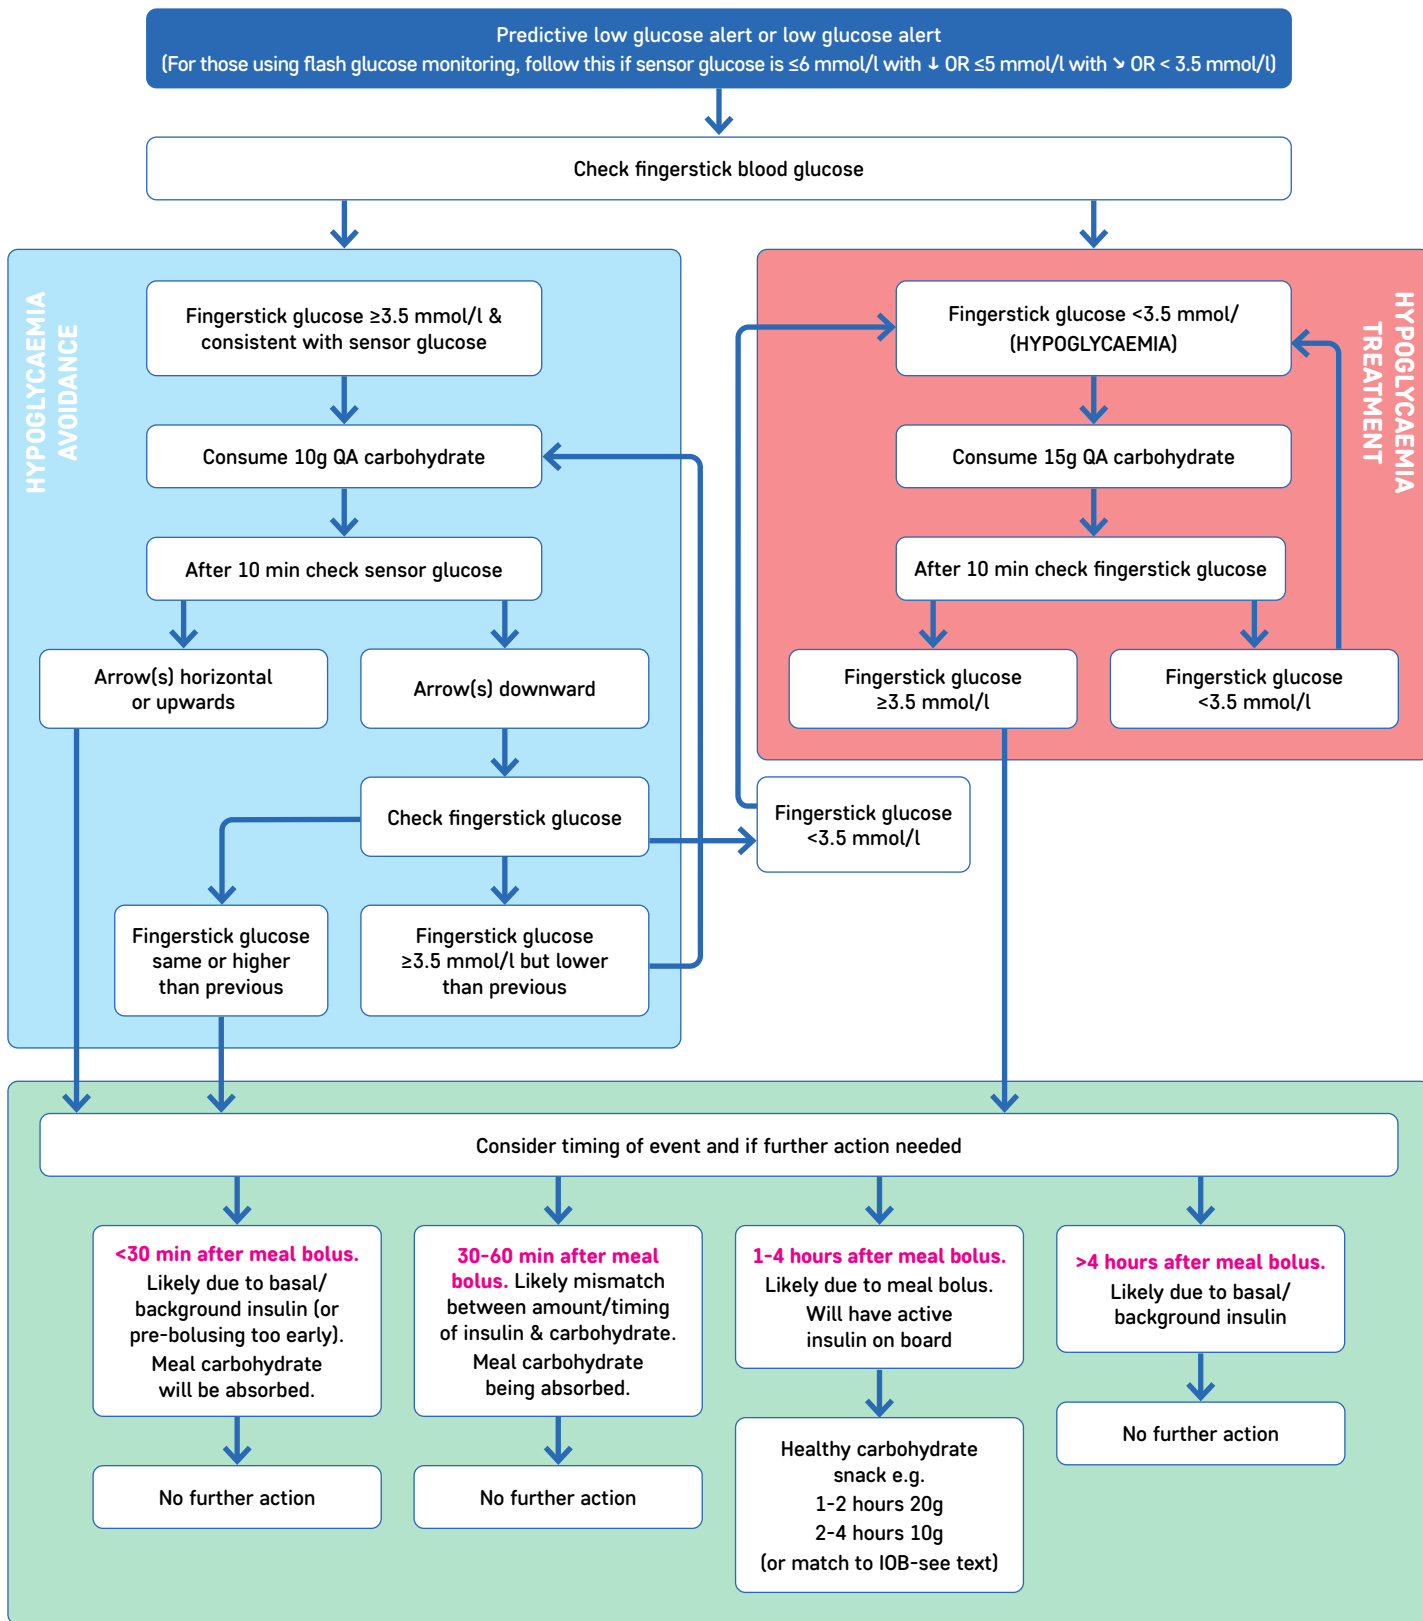 Predictive low glucose alert or low glucose alert
(For those using flash glucose monitoring, follow this if sensor glucose is ≤6 mmol/l with ↓ OR ≤5 mmol/l with ↘ OR < 3.5 mmol/l)
Check fingerstick blood glucose
HYPOGLYCAEMIA
AVOIDANCE
Fingerstick glucose ≥3.5 mmol/l &
consistent with sensor glucose
Consume 10g QA carbohydrate
After 10 min check sensor glucose
Arrow(s) horizontal
or upwards
Arrow(s) downward
Check fingerstick glucose
Fingerstick glucose
same or higher
than previous
Fingerstick glucose
≥3.5 mmol/l but lower
than previous
HYPOGLYCAEMIA
TREATMENT
Fingerstick glucose <3.5 mmol/
(HYPOGLYCAEMIA)
Consume 15g QA carbohydrate
After 10 min check fingerstick glucose
Fingerstick glucose
≥3.5 mmol/l
Fingerstick glucose
<3.5 mmol/l
Fingerstick glucose
<3.5 mmol/l
Consider timing of event and if further action needed
<30 min after meal bolus.
Likely due to basal/
background insulin (or
pre-bolusing too early).
Meal carbohydrate
will be absorbed.
No further action
30-60 min after meal
bolus. Likely mismatch
between amount/timing
of insulin & carbohydrate.
Meal carbohydrate
being absorbed.
No further action
1-4 hours after meal bolus.
Likely due to meal bolus.
Will have active
insulin on board
Healthy carbohydrate
snack e.g.
1-2 hours 20g
2-4 hours 10g
(or match to IOB-see text)
>4 hours after meal bolus.
Likely due to basal/
background insulin
No further action